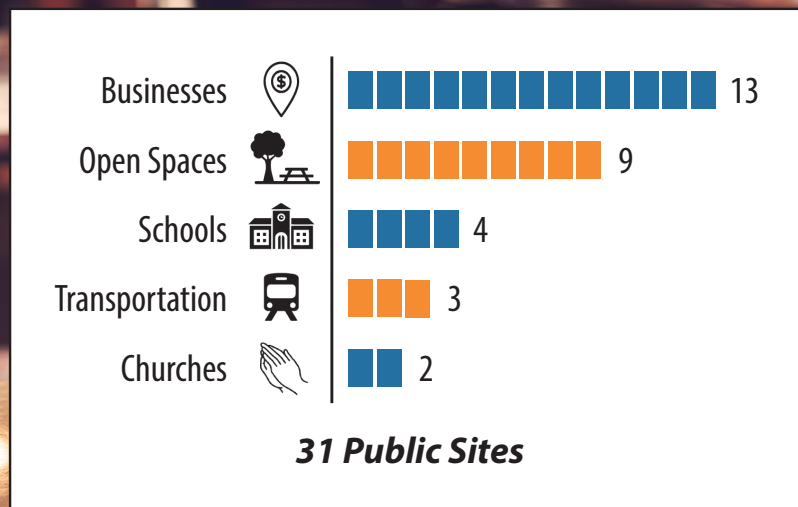 Businesses $ 13
Open Spaces 9
Schools 4
Transportation 3
Churches 2
31 Public Sites